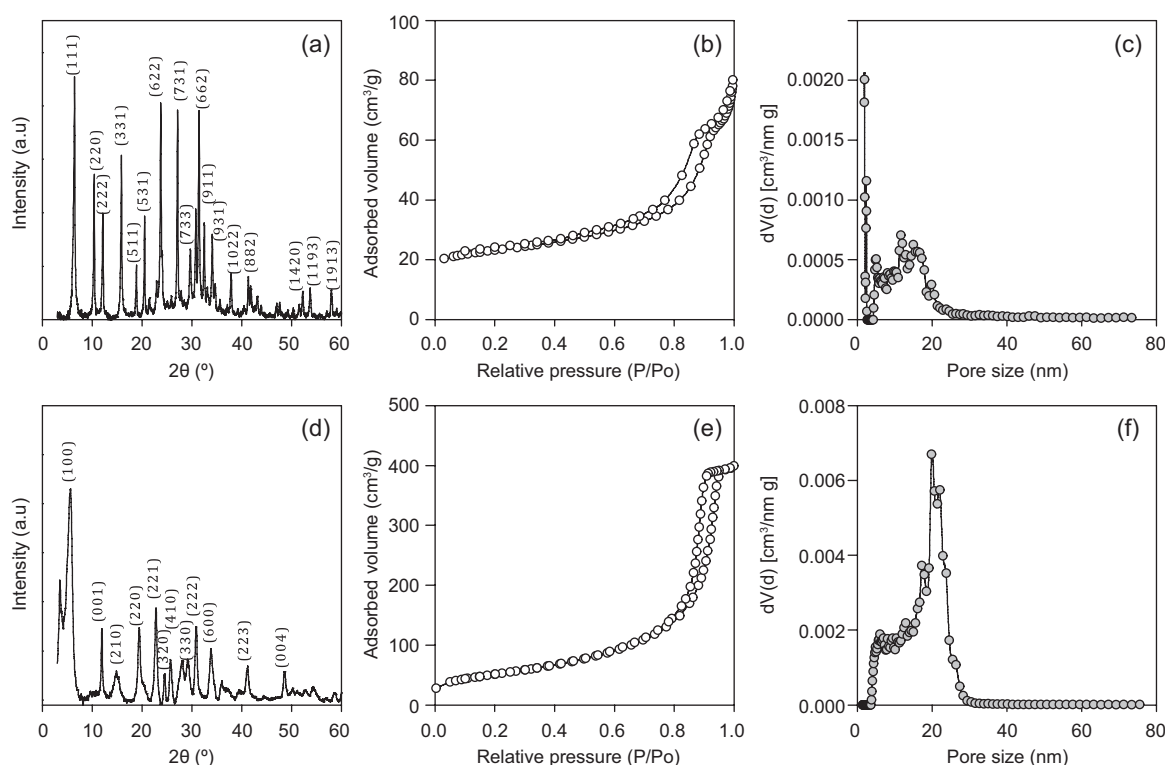 (a)
Intensity (a.u)
(111)
(220)
(222)
(331)
(511)
(531)
(622)
(731)
(733)
(662)
(911)
(931)
(1022)
(882)
(1420)
(1193)
(1913)
0 10 20 30 40 50 60
2θ (º)
(b)
Adsorbed volume (cm³/g)
100
80
60
40
20
0
0.0 0.2 0.4 0.6 0.8 1.0
Relative pressure (P/Po)
(c)
dV(d) [cm³/nm g]
0.0020
0.0015
0.0010
0.0005
0.0000
0 20 40 60 80
Pore size (nm)
(d)
Intensity (a.u)
(100)
(001)
(210)
(220)
(221)
(320)
(410)
(330)
(222)
(600)
(223)
(004)
0 10 20 30 40 50 60
2θ (º)
(e)
Adsorbed volume (cm³/g)
500
400
300
200
100
0
0.0 0.2 0.4 0.6 0.8 1.0
Relative pressure (P/Po)
(f)
dV(d) [cm³/nm g]
0.008
0.006
0.004
0.002
0.000
0 20 40 60 80
Pore size (nm)